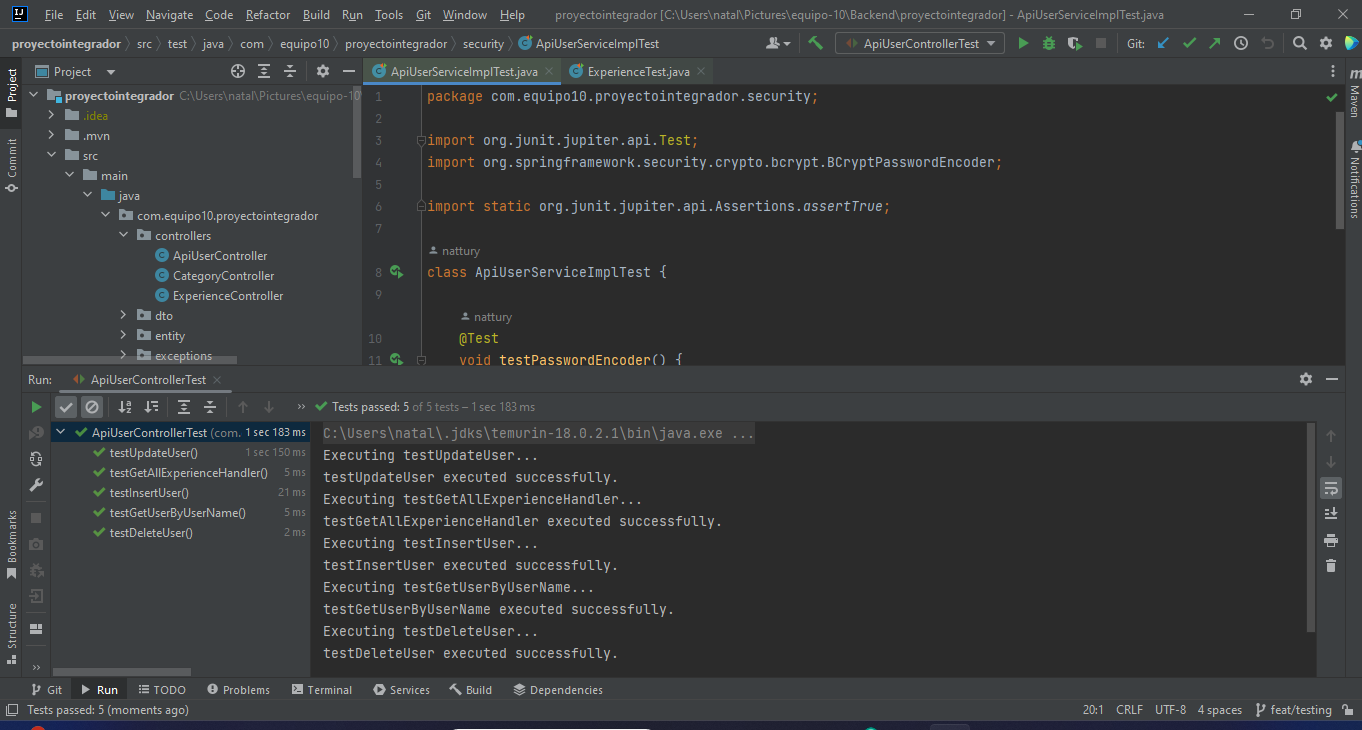 File Edit View Navigate Code Refactor Build Run Tools Git Window Help proyectointegrador [C:\Users\natal\Pictures\equipo-10\Backend\proyectointegrador] - ApiUserServiceImplTest.java
proyectointegrador src test java com equipo10 proyectointegrador security ApiUserServiceImplTest ApiUserControllerTest Git:
Project
ApiUserServiceImplTest.java ExperienceTest.java
proyectointegrador C:\Users\natal\Pictures\equipo-10\
.idea
.mvn
src
main
java
com.equipo10.proyectointegrador
controllers
ApiUserController
CategoryController
ExperienceController
dto
entity
exceptions
1 package com.equipo10.proyectointegrador.security;
2
3 import org.junit.jupiter.api.Test;
4 import org.springframework.security.crypto.bcrypt.BCryptPasswordEncoder;
5
6 import static org.junit.jupiter.api.Assertions.assertTrue;
7
nattury
8 class ApiUserServiceImplTest {
9
nattury
10 @Test
11 void testPasswordEncoder() {
Project
Commit
Bookmarks
Structure
Maven
Notifications
Run: ApiUserControllerTest
Tests passed: 5 of 5 tests – 1 sec 183 ms
ApiUserControllerTest (com. 1 sec 183 ms
testUpdateUser() 1 sec 150 ms
testGetAllExperienceHandler() 5 ms
testInsertUser() 21 ms
testGetUserByUserName() 5 ms
testDeleteUser() 2 ms
C:\Users\natal\.jdks\temurin-18.0.2.1\bin\java.exe ...
Executing testUpdateUser...
testUpdateUser executed successfully.
Executing testGetAllExperienceHandler...
testGetAllExperienceHandler executed successfully.
Executing testInsertUser...
testInsertUser executed successfully.
Executing testGetUserByUserName...
testGetUserByUserName executed successfully.
Executing testDeleteUser...
testDeleteUser executed successfully.
Git Run TODO Problems Terminal Services Build Dependencies
Tests passed: 5 (moments ago) 20:1 CRLF UTF-8 4 spaces feat/testing